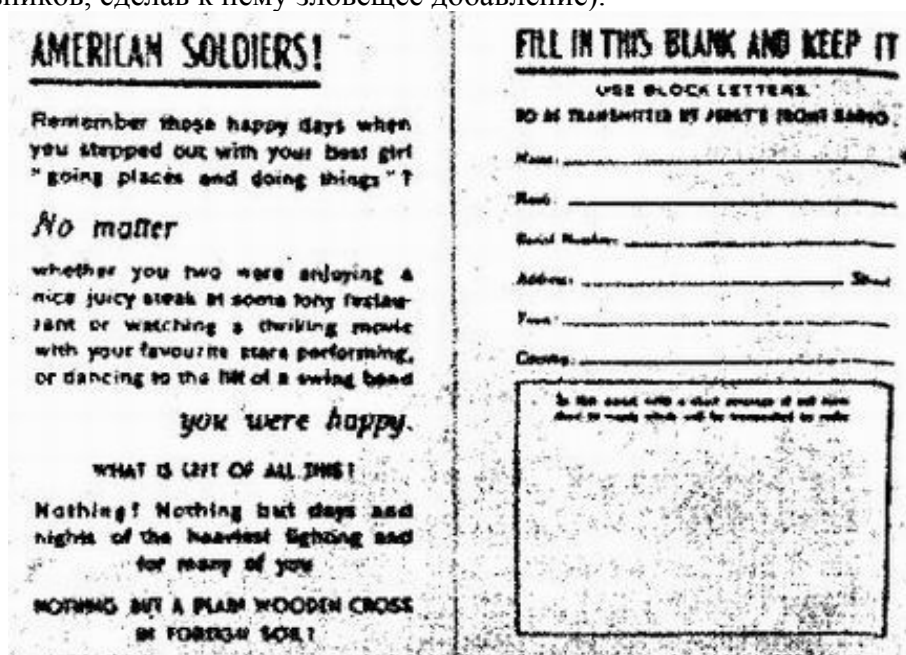 сделав к нему зловещее добавление).
AMERICAN SOLDIERS!
Remember those happy days when
you stepped out with your best girl
"going places and doing things"?
No matter
whether you two were enjoying a
nice juicy steak at some tony restau-
rant or watching a thrilling movie
with your favourite stars performing,
or dancing to the lilt of a swing band
you were happy.
WHAT IS LEFT OF ALL THIS?
Nothing! Nothing but days and
nights of the heaviest fighting and
for many of you
NOTHING BUT A PLAIN WOODEN CROSS
IN FOREIGN SOIL!
FILL IN THIS BLANK AND KEEP IT
USE BLOCK LETTERS.
TO BE TRANSMITTED BY JERRY'S FRONT RADIO.
Name:
Rank:
Serial Number:
Address: Street
Town:
Country: